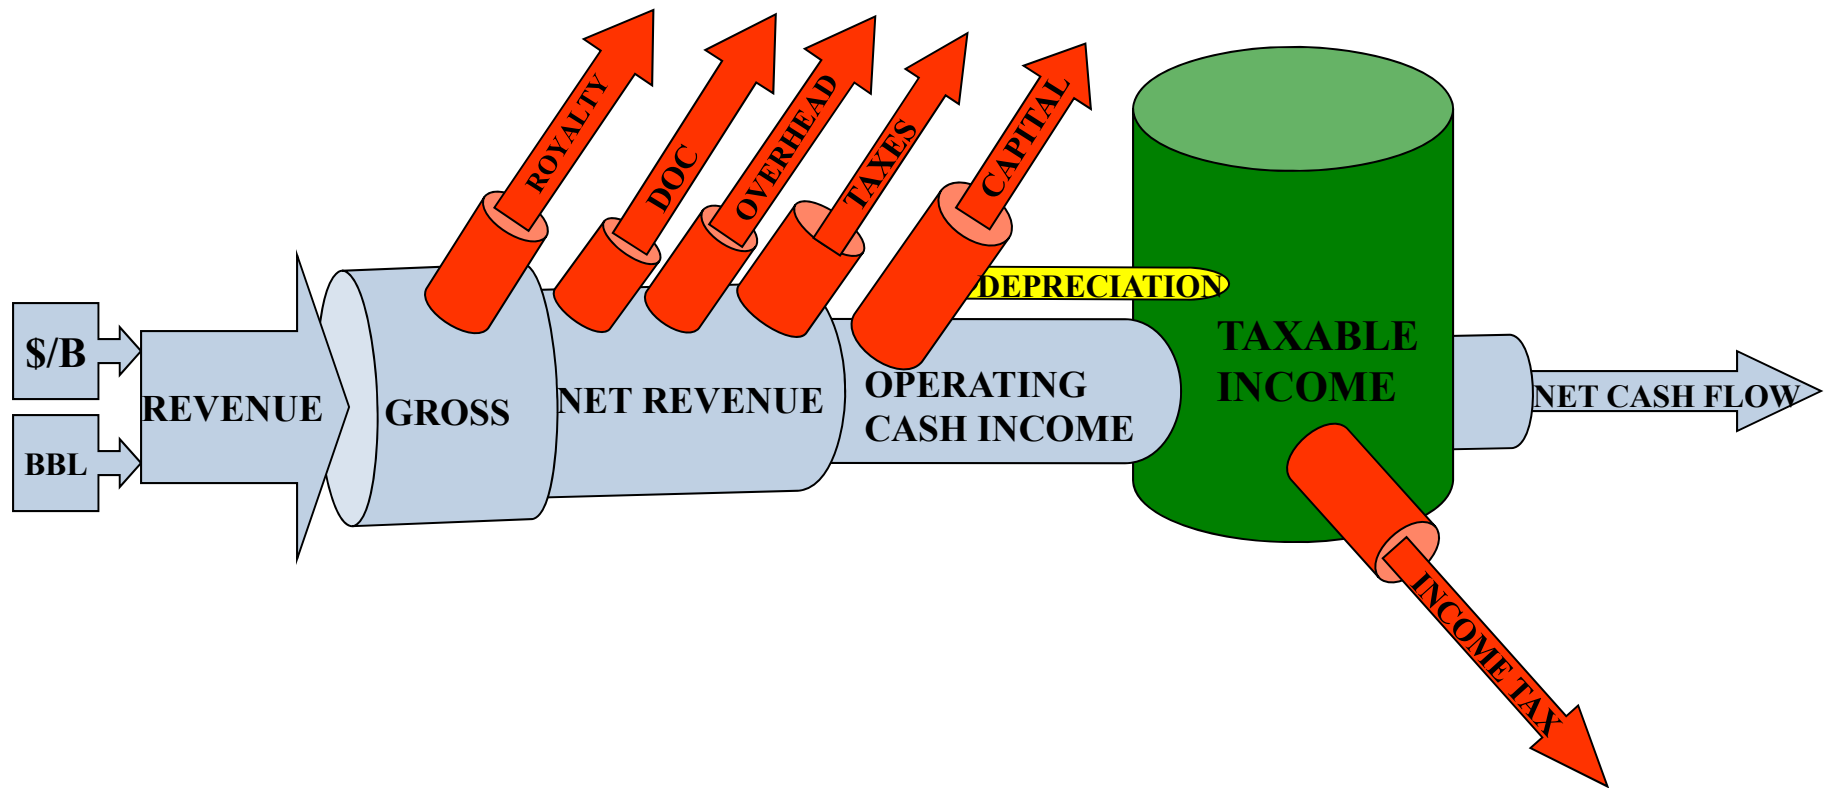 ROYALTY
DOC
OVERHEAD
TAXES
CAPITAL
DEPRECIATION
$/B
BBL
REVENUE
GROSS
NET REVENUE
OPERATING
CASH INCOME
TAXABLE
INCOME
NET CASH FLOW
INCOME TAX